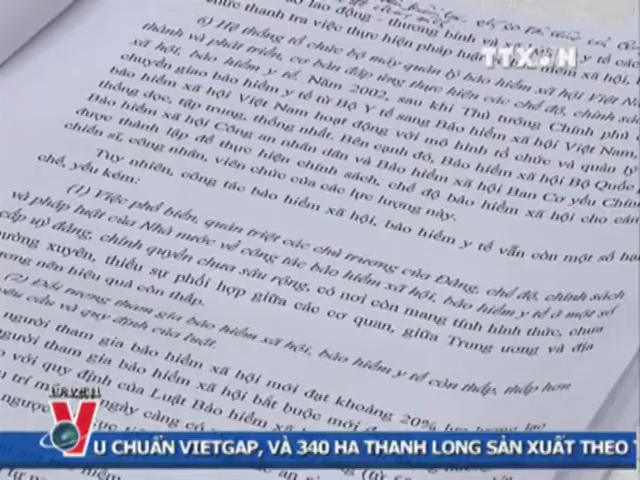 TTXVN
chức thanh tra việc thực hiện pháp luật
6) Hệ thống tổ chức bộ máy quản lý bảo hiểm xã hội Việt Nam
thành và phát triển, cơ bản đáp ứng thực hiện các chế độ, chính sách
xã hội, bảo hiểm y tế. Năm 2002, sau khi Thủ tướng Chính phủ
chuyển giao bảo hiểm y tế từ Bộ Y tế sang Bảo hiểm xã hội Việt Nam,
bảo hiểm xã hội Việt Nam hoạt động với mô hình tổ chức và quản lý
thống dọc, tập trung, thống nhất. Bên cạnh đó, Bảo hiểm xã hội Bộ Quốc
Bảo hiểm xã hội Công an nhân dân và Bảo hiểm xã hội Ban Cơ yếu Chính
được thành lập để thực hiện chính sách, chế độ bảo hiểm xã hội cho cán
chiến sĩ, công nhân, viên chức của các lực lượng này.
Tuy nhiên, công tác bảo hiểm xã hội, bảo hiểm y tế vẫn còn một số hạn
chế, yếu kém:
(1) Việc phổ biến, quán triệt các chủ trương của Đảng, chế độ, chính sách
và pháp luật của Nhà nước về công tác bảo hiểm xã hội, bảo hiểm y tế ở một số
cấp uỷ đảng, chính quyền chưa sâu rộng, có nơi còn mang tính hình thức, chưa
thường xuyên, thiếu sự phối hợp giữa các cơ quan, giữa Trung ương và địa
ương nên hiệu quả còn thấp.
(2) Đối tượng tham gia bảo hiểm xã hội, bảo hiểm y tế còn thấp, thấp hơn
yêu cầu và quy định của luật.
người tham gia bảo hiểm xã hội mới đạt khoảng 20% lực lượng lao
người tham gia bảo hiểm xã hội bắt buộc mới
với quy định của Luật Bảo hiểm xã
trí mỗi ngày càng có
V
U CHUẨN VIETGAP, VÀ 340 HA THANH LONG SẢN XUẤT THEO